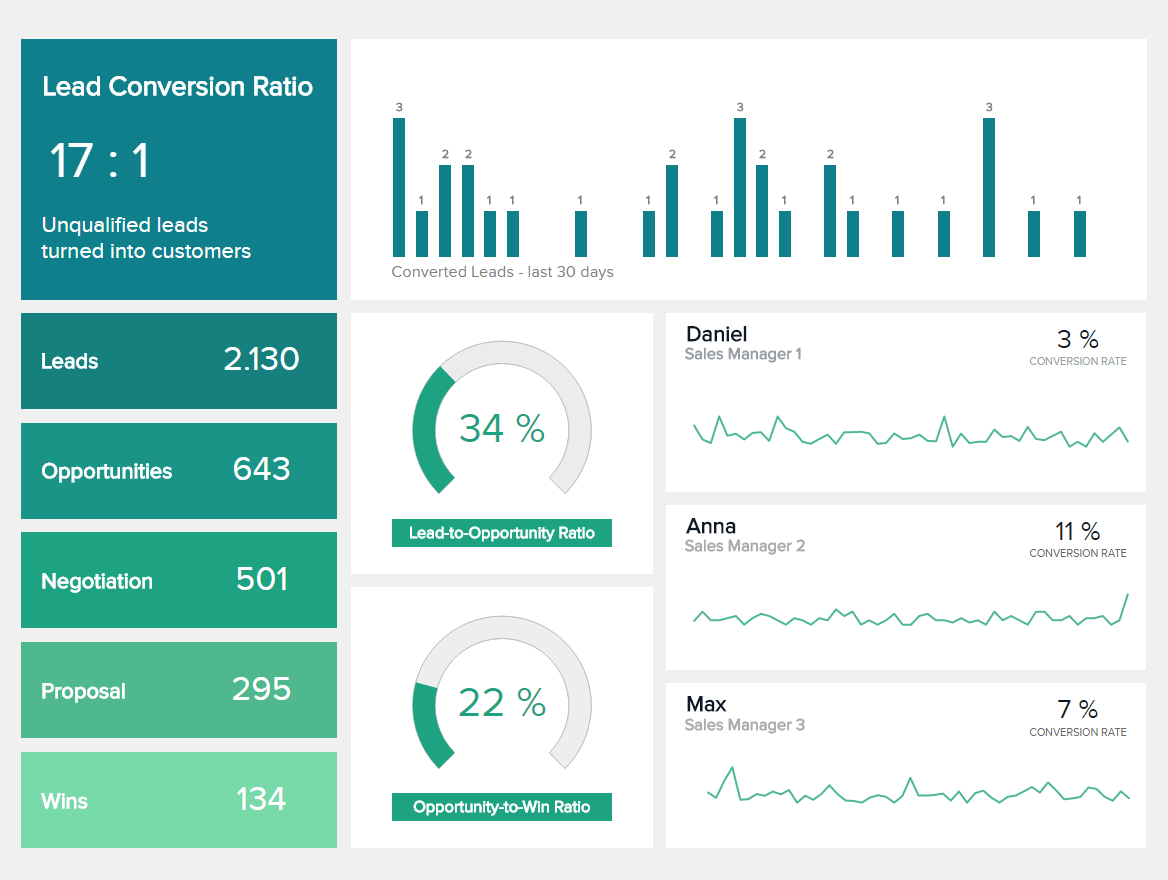 Lead Conversion Ratio
17 : 1
Unqualified leads
turned into customers
3
1
2
2
1
1
1
1
2
1
3
2
1
2
1
1
1
3
1
1
Converted Leads - last 30 days
Leads
2.130
Opportunities
643
Negotiation
501
Proposal
295
Wins
134
34 %
Lead-to-Opportunity Ratio
22 %
Opportunity-to-Win Ratio
Daniel
Sales Manager 1
3 %
CONVERSION RATE
Anna
Sales Manager 2
11 %
CONVERSION RATE
Max
Sales Manager 3
7 %
CONVERSION RATE